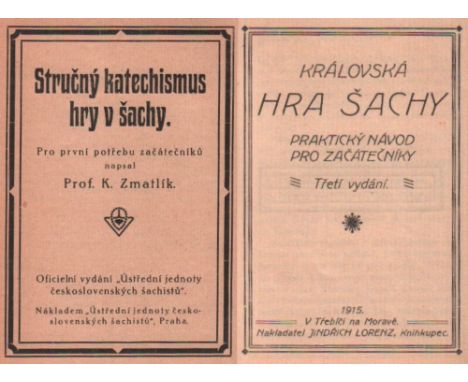 Stručný katechismus
hry v šachy.
Pro první potřebu začátečníků
napsal
Prof. K. Zmatlík.
Oficielní vydání „Ústřední jednoty
československých šachistů".
Nákladem „Ústřední jednoty česko-
slovenských šachistů", Praha.
KRÁLOVSKÁ
HRA ŠACHY
PRAKTICKÝ NÁVOD
PRO ZAČÁTEČNÍKY
Třetí vydání.
1915.
V Třebíči na Moravě.
Nakladatel JINDŘICH LORENZ, Knihkupec.